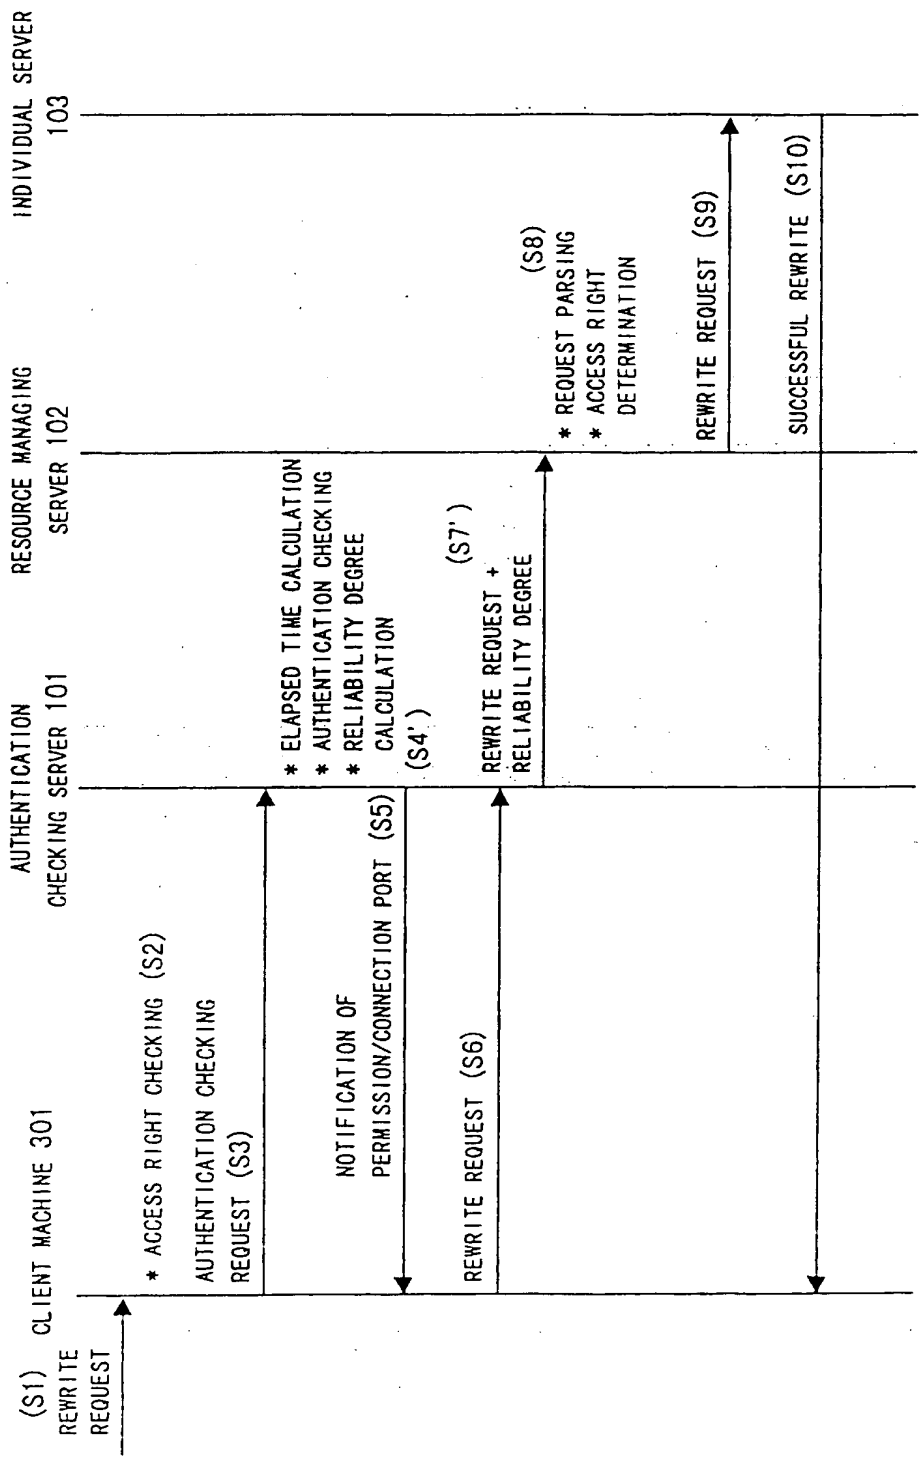 (S1)
REWRITE
REQUEST
CLIENT MACHINE 301
AUTHENTICATION
CHECKING SERVER 101
RESOURCE MANAGING
SERVER 102
INDIVIDUAL SERVER
103
* ACCESS RIGHT CHECKING (S2)
AUTHENTICATION CHECKING
REQUEST (S3)
* ELAPSED TIME CALCULATION
* AUTHENTICATION CHECKING
* RELIABILITY DEGREE
CALCULATION
(S4')
NOTIFICATION OF
PERMISSION/CONNECTION PORT (S5)
REWRITE REQUEST (S6)
(S7')
REWRITE REQUEST +
RELIABILITY DEGREE
(S8)
* REQUEST PARSING
* ACCESS RIGHT
DETERMINATION
REWRITE REQUEST (S9)
SUCCESSFUL REWRITE (S10)